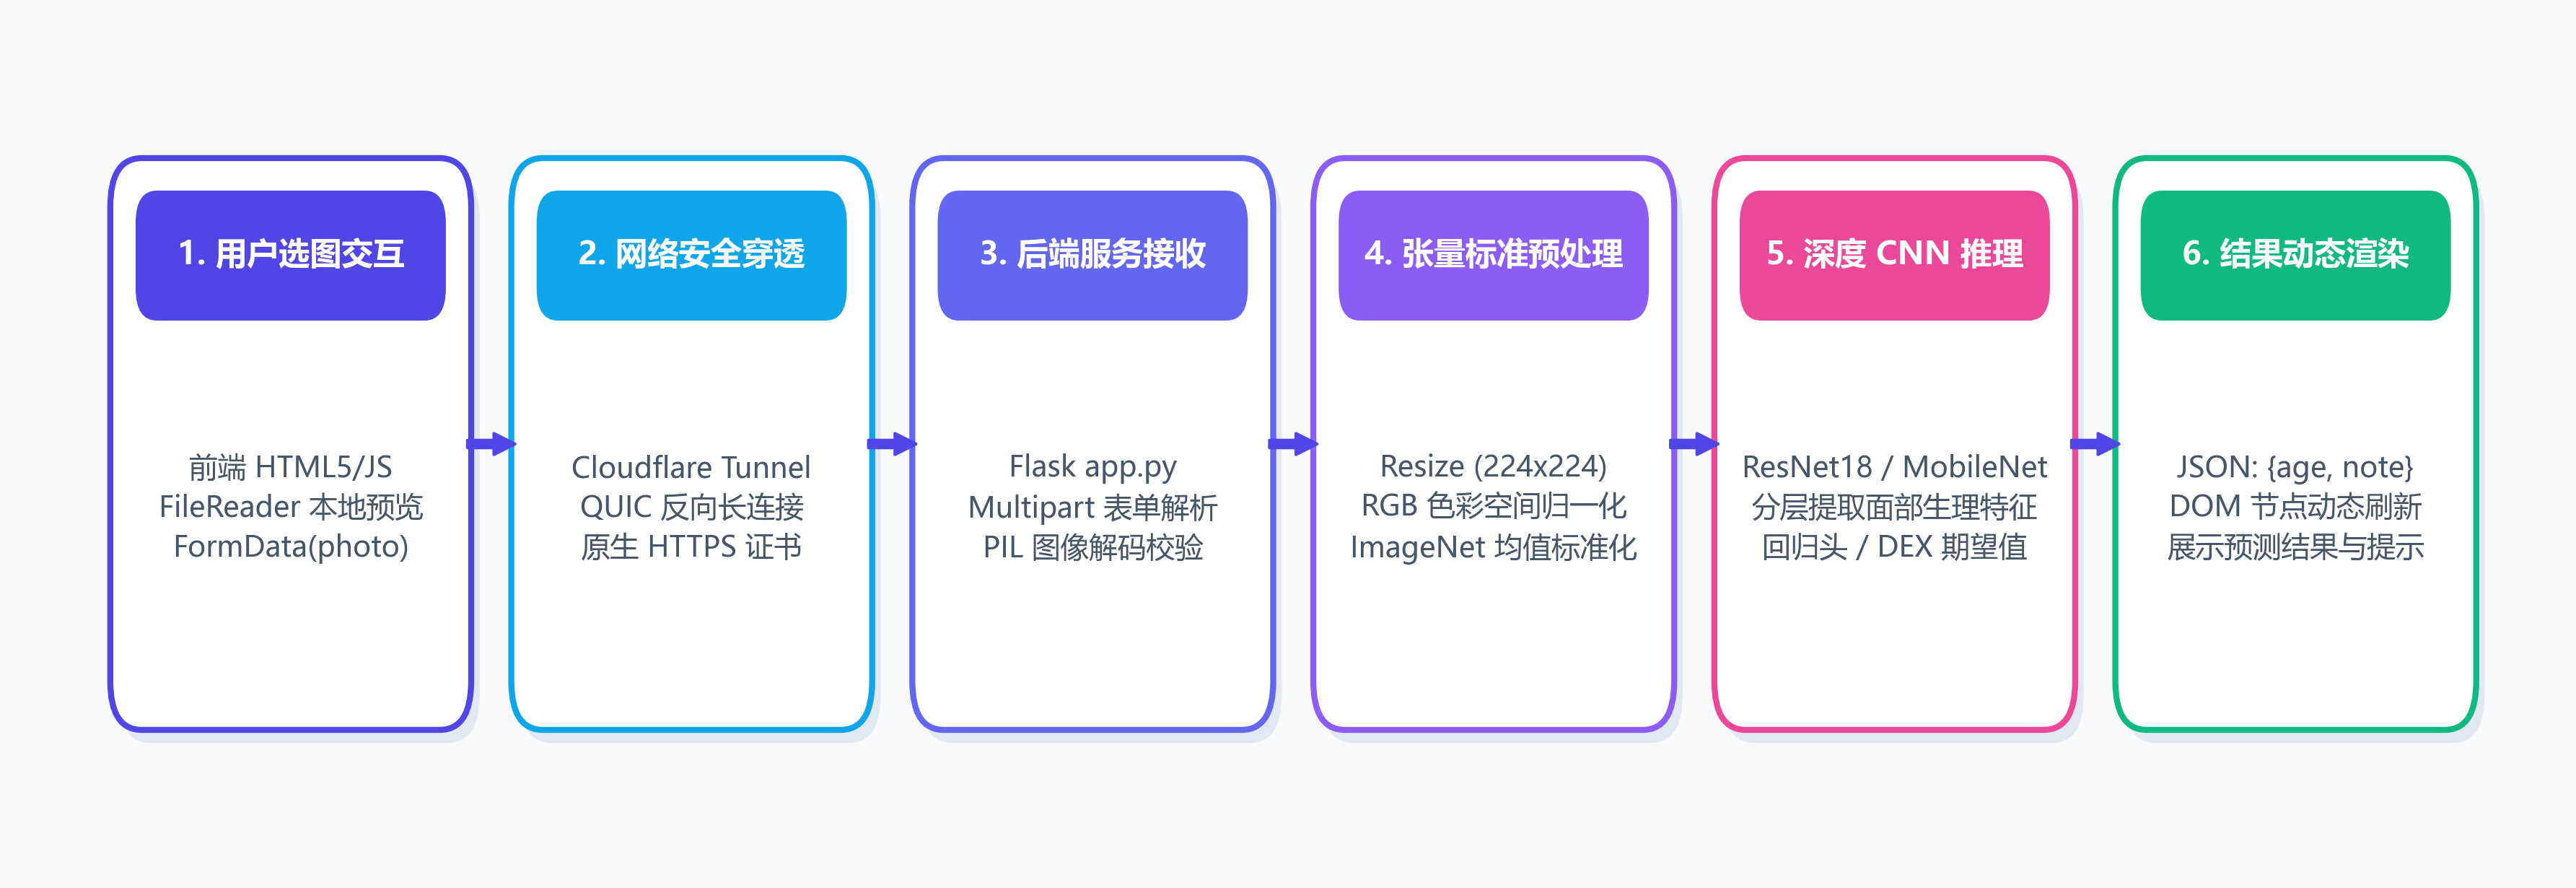 1. 用户选图交互
前端 HTML5/JS
FileReader 本地预览
FormData(photo)
2. 网络安全穿透
Cloudflare Tunnel
QUIC 反向长连接
原生 HTTPS 证书
3. 后端服务接收
Flask app.py
Multipart 表单解析
PIL 图像解码校验
4. 张量标准预处理
Resize (224x224)
RGB 色彩空间归一化
ImageNet 均值标准化
5. 深度 CNN 推理
ResNet18 / MobileNet
分层提取面部生理特征
回归头 / DEX 期望值
6. 结果动态渲染
JSON: {age, note}
DOM 节点动态刷新
展示预测结果与提示